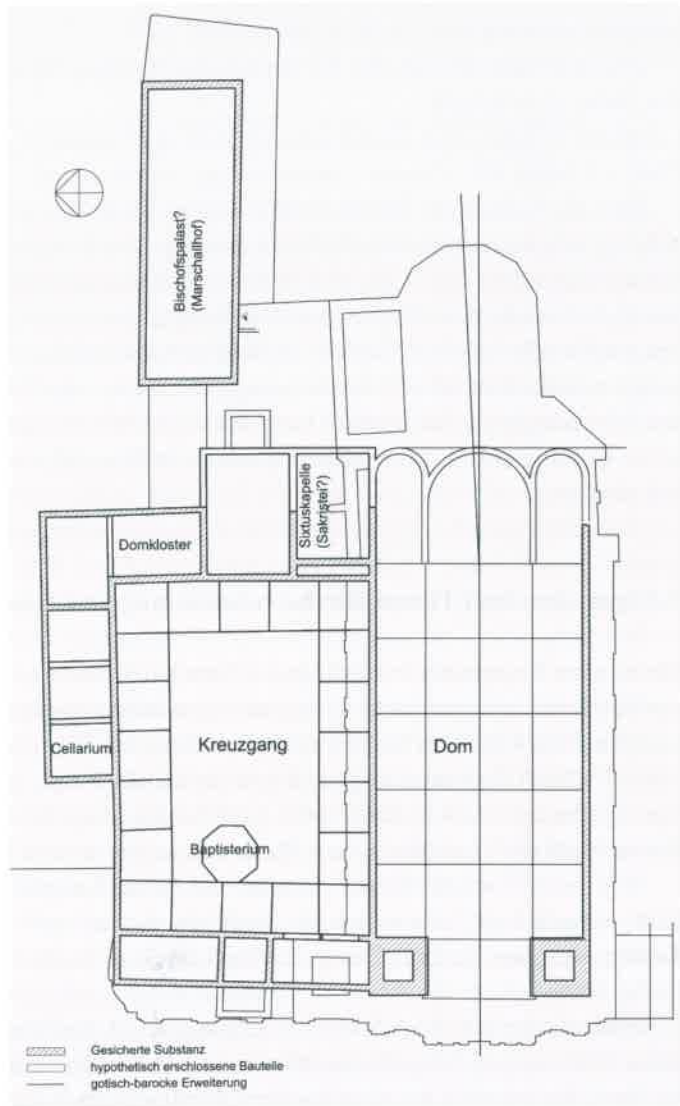 Bischofspalast?
(Marschallhof)
Sixtuskapelle
(Sakristei?)
Domkloster
Cellarium
Kreuzgang
Dom
Baptisterium
Gesicherte Substanz
hypothetisch erschlossene Bauteile
gotisch-barocke Erweiterung